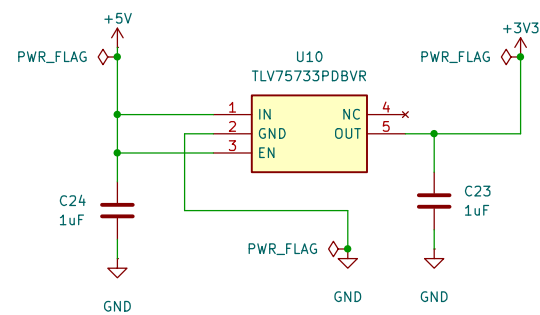 +5V
PWR_FLAG
U10
TLV75733PDBVR
+3V3
PWR_FLAG
1 IN
2 GND
3 EN
NC 4
OUT 5
C24
1uF
C23
1uF
PWR_FLAG
GND
GND
GND